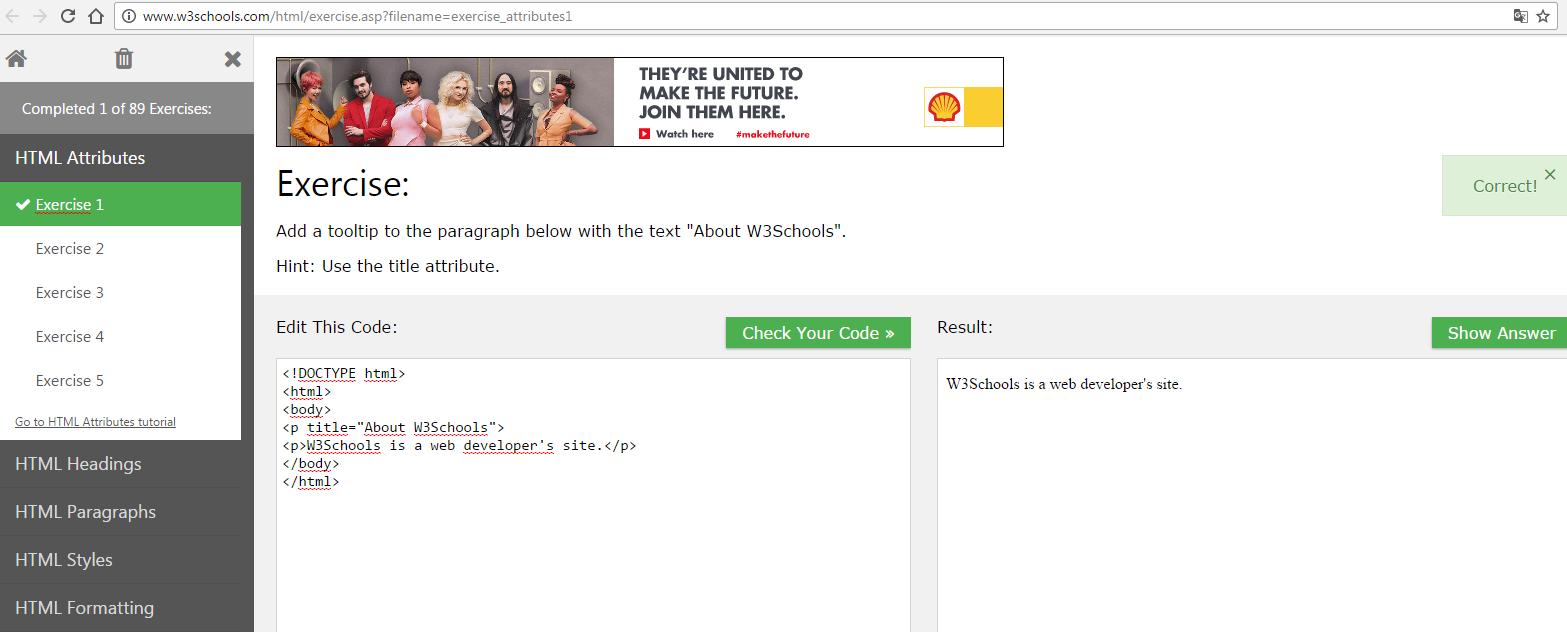 www.w3schools.com/html/exercise.asp?filename=exercise_attributes1
Completed 1 of 89 Exercises:
HTML Attributes
Exercise 1
Exercise 2
Exercise 3
Exercise 4
Exercise 5
Go to HTML Attributes tutorial
HTML Headings
HTML Paragraphs
HTML Styles
HTML Formatting
THEY'RE UNITED TO
MAKE THE FUTURE.
JOIN THEM HERE.
Watch here #makethefuture
Exercise:
Correct!
Add a tooltip to the paragraph below with the text "About W3Schools".
Hint: Use the title attribute.
Edit This Code:
Check Your Code »
<!DOCTYPE html>
<html>
<body>
<p title="About W3Schools">
<p>W3Schools is a web developer's site.</p>
</body>
</html>
Result:
Show Answer
W3Schools is a web developer's site.